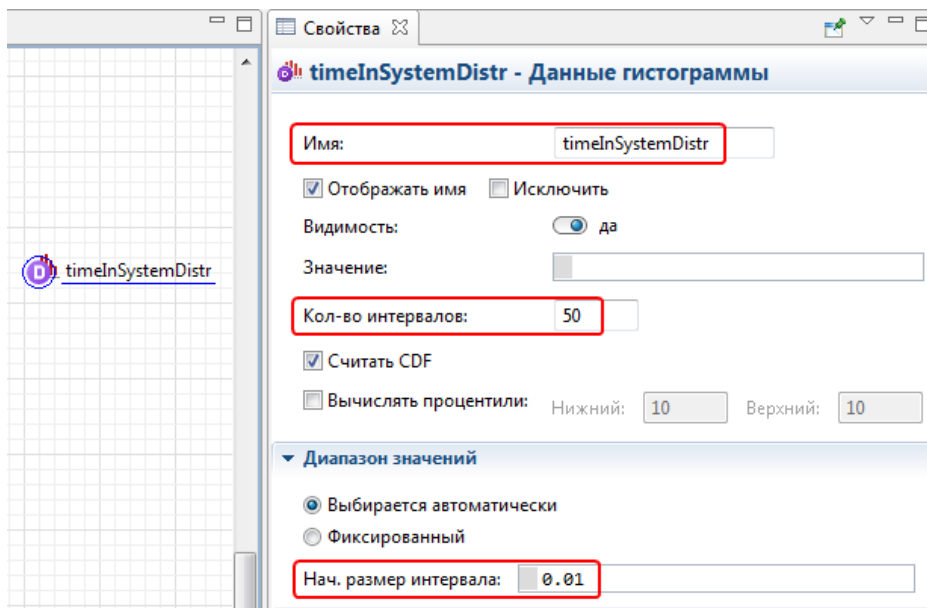 Свойства
timeInSystemDistr - Данные гистограммы
Имя: timeInSystemDistr
Отображать имя Исключить
Видимость: да
timeInSystemDistr
Значение:
Кол-во интервалов: 50
Считать CDF
Вычислять процентили: Нижний: 10 Верхний: 10
Диапазон значений
Выбирается автоматически
Фиксированный
Нач. размер интервала: 0.01